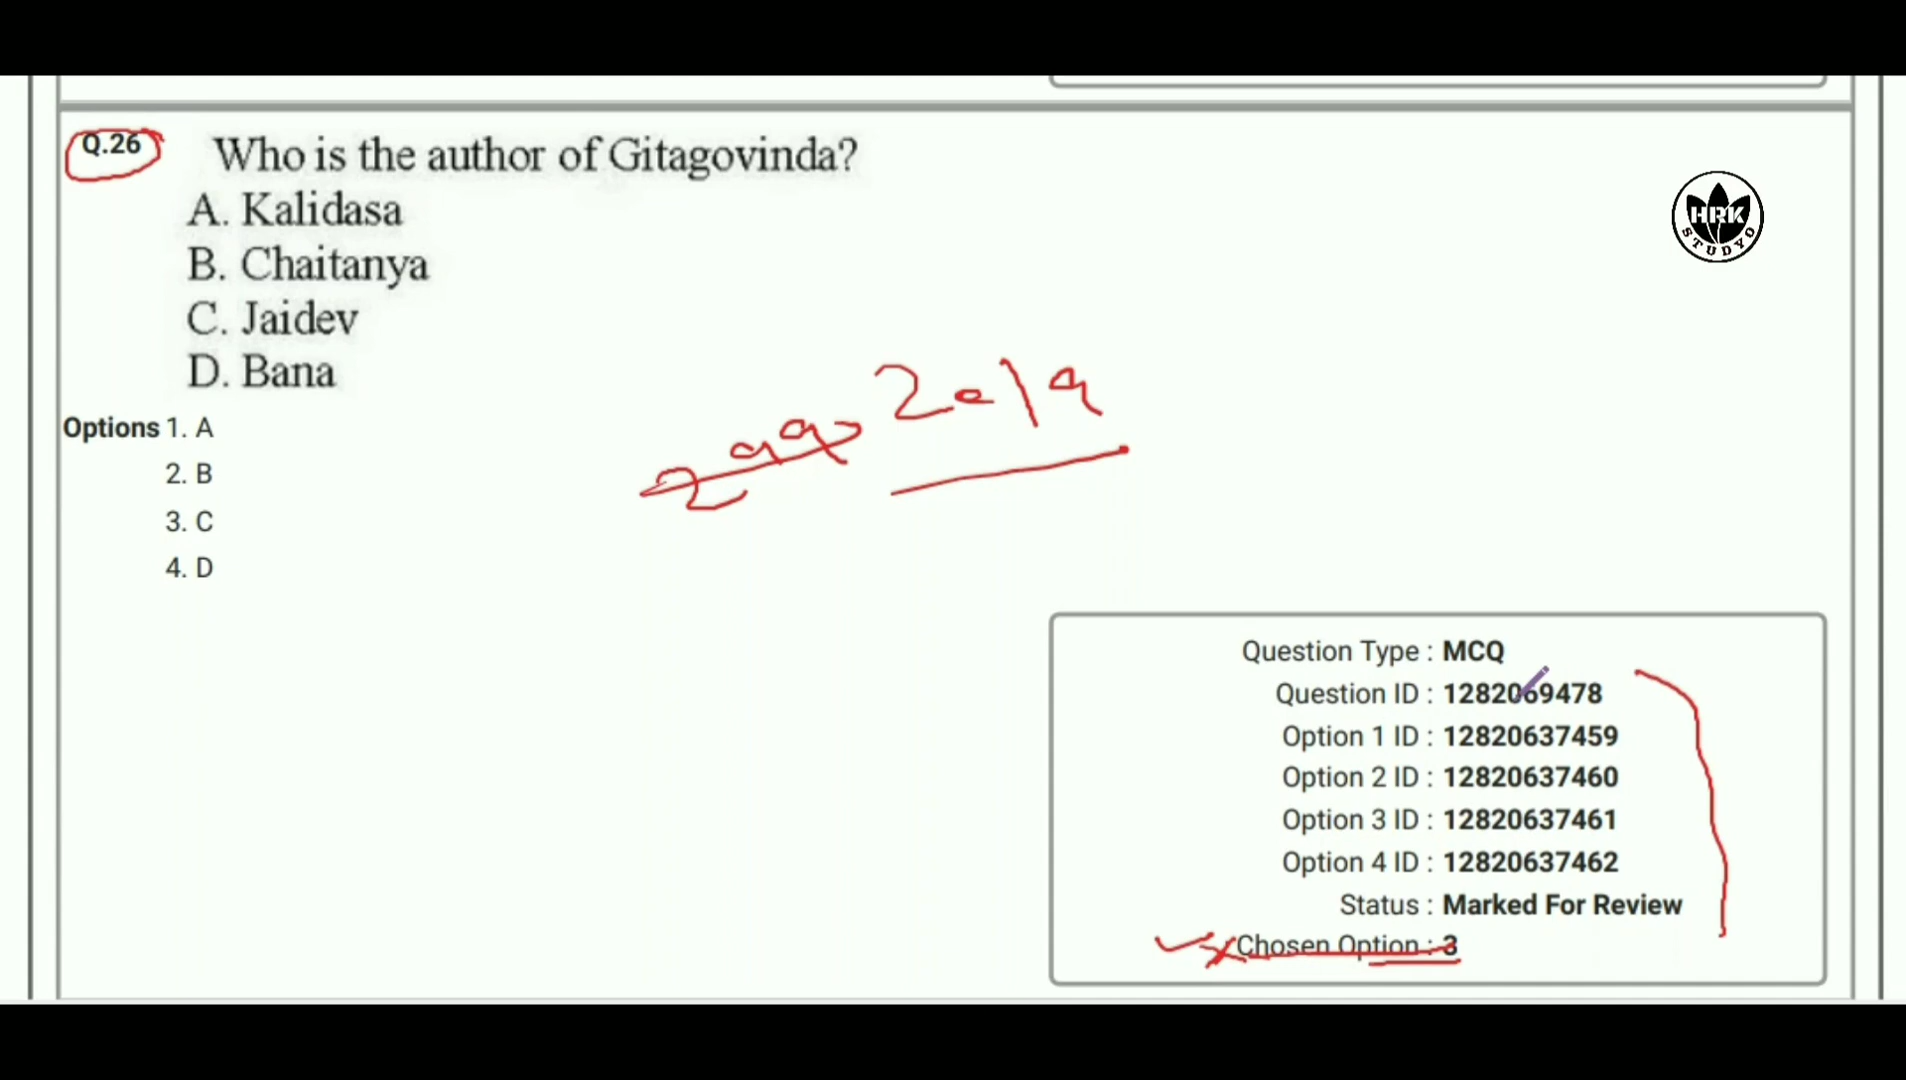 Q.26 Who is the author of Gitagovinda?
A. Kalidasa
B. Chaitanya
C. Jaidev
D. Bana
Options 1. A
2. B
3. C
4. D
HRK
STUDYO
Question Type : MCQ
Question ID : 1282069478
Option 1 ID : 12820637459
Option 2 ID : 12820637460
Option 3 ID : 12820637461
Option 4 ID : 12820637462
Status : Marked For Review
Chosen Option : 3